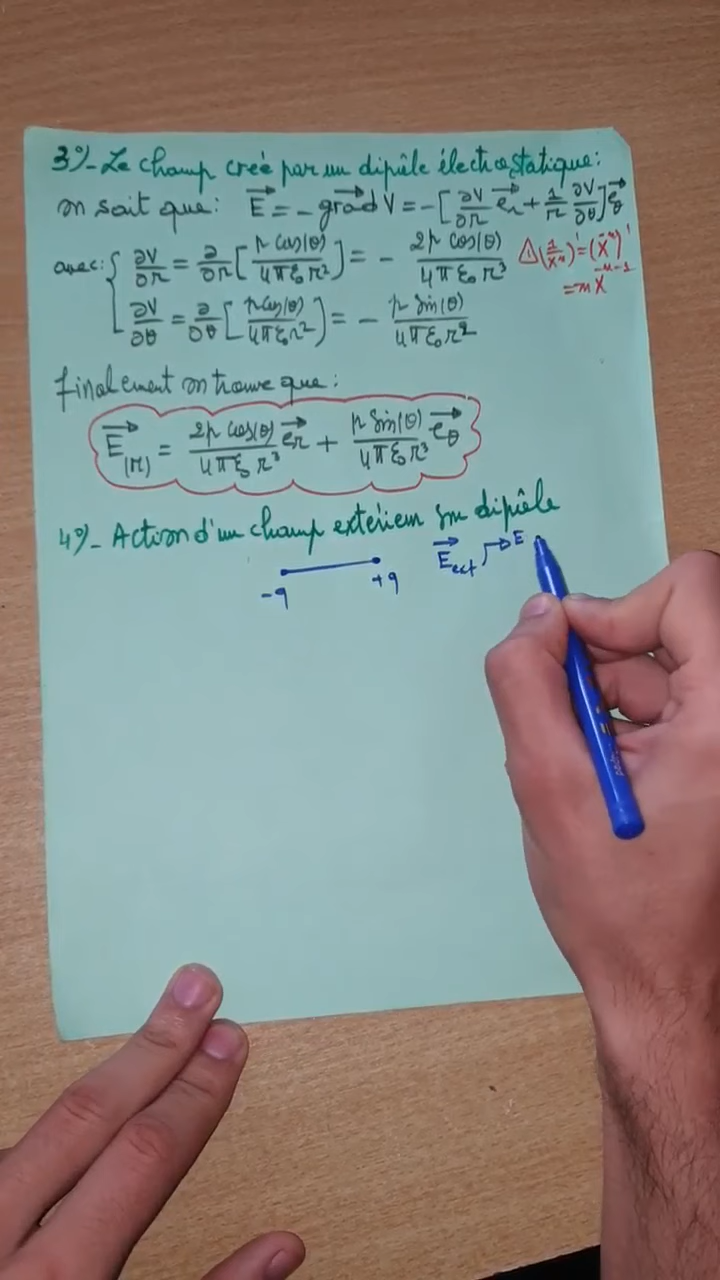 3°/- Le champ creé par un dipôle électrostatique:
on sait que: E⃗ = - grad⃗ V = - [ ∂V/∂r e⃗r + 1/r ∂V/∂θ ] e⃗θ
avec: { ∂V/∂r = ∂/∂r [ p cos(θ) / 4πε₀r² ] = - 2p cos(θ) / 4πε₀r³
⚠ (1/xⁿ)' = (x⁻ⁿ)'
= -n x⁻ⁿ⁻¹
∂V/∂θ = ∂/∂θ [ p cos(θ) / 4πε₀r² ] = - p sin(θ) / 4πε₀r²
finalement on trouve que:
E⃗(M) = 2p cos(θ) / 4πε₀r³ e⃗r + p sin(θ) / 4πε₀r³ e⃗θ
4°/- Action d'un champ extérieur sur dipôle
-q +q E⃗ext → E